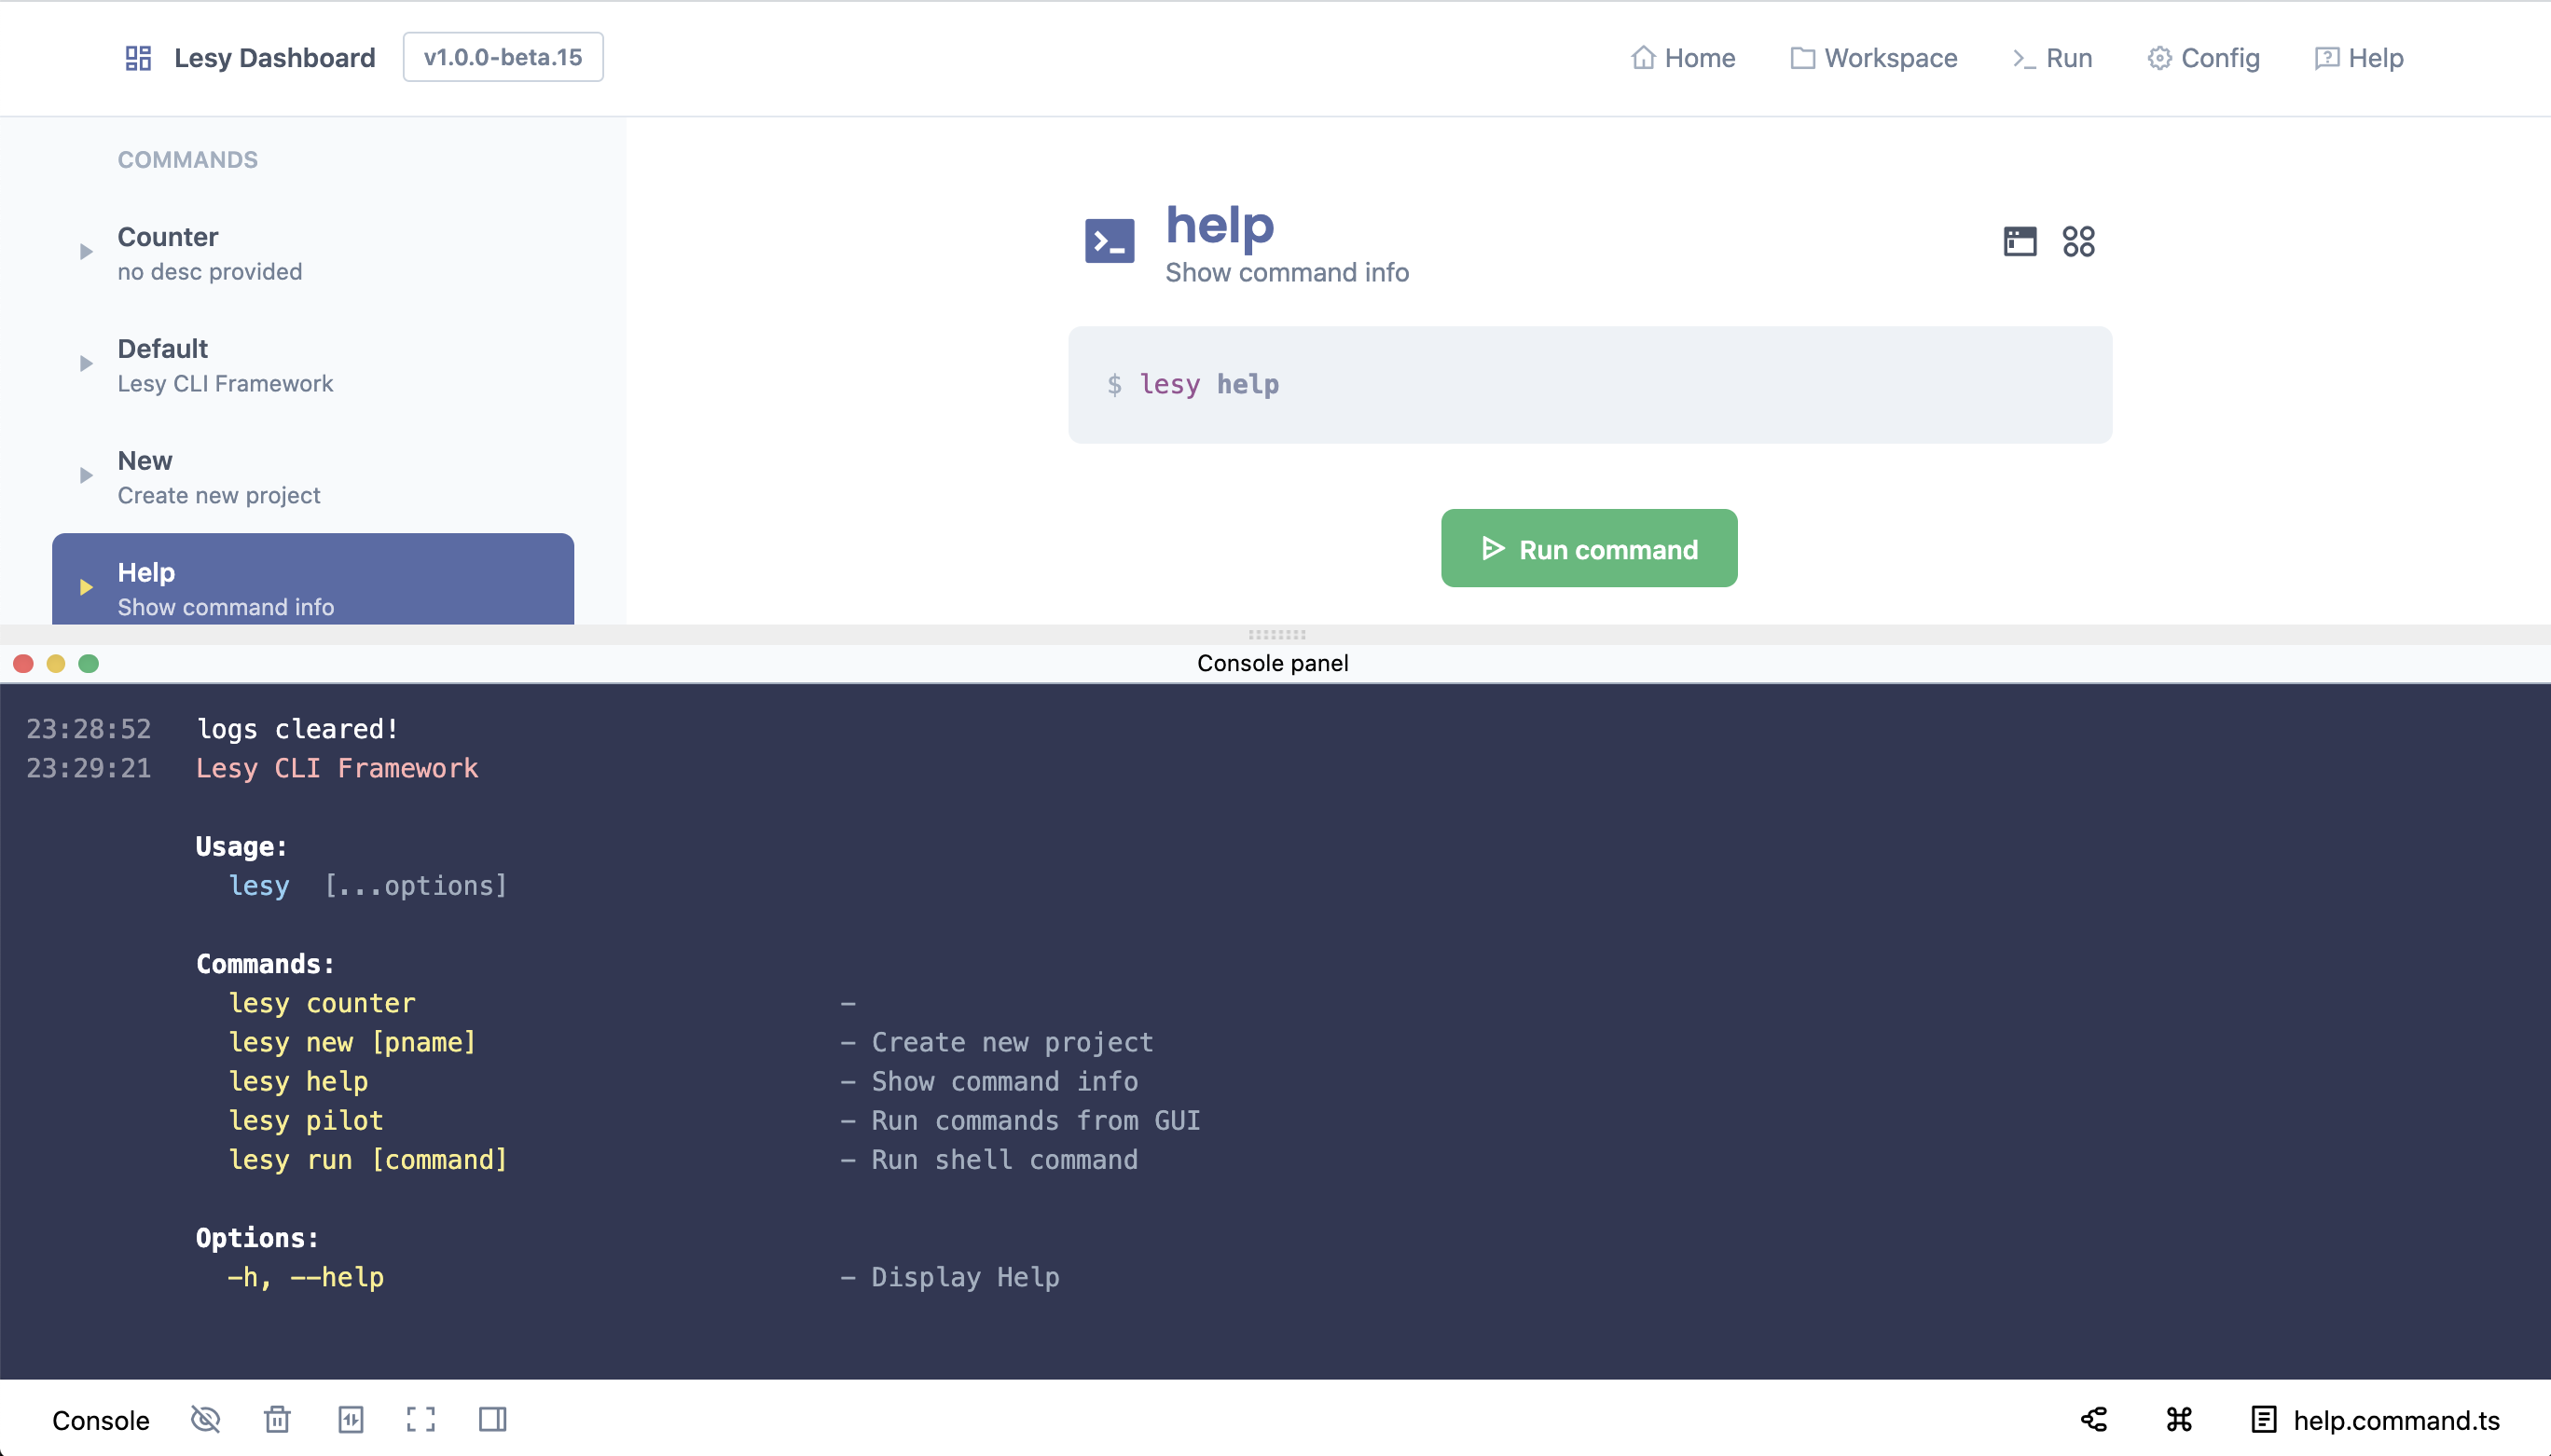 Lesy Dashboard v1.0.0-beta.15 Home Workspace Run Config Help
COMMANDS
Counter
no desc provided
Default
Lesy CLI Framework
New
Create new project
Help
Show command info
help
Show command info
$ lesy help
Run command
Console panel
23:28:52 logs cleared!
23:29:21 Lesy CLI Framework
Usage:
lesy [...options]
Commands:
lesy counter –
lesy new [pname] – Create new project
lesy help – Show command info
lesy pilot – Run commands from GUI
lesy run [command] – Run shell command
Options:
-h, --help – Display Help
Console help.command.ts